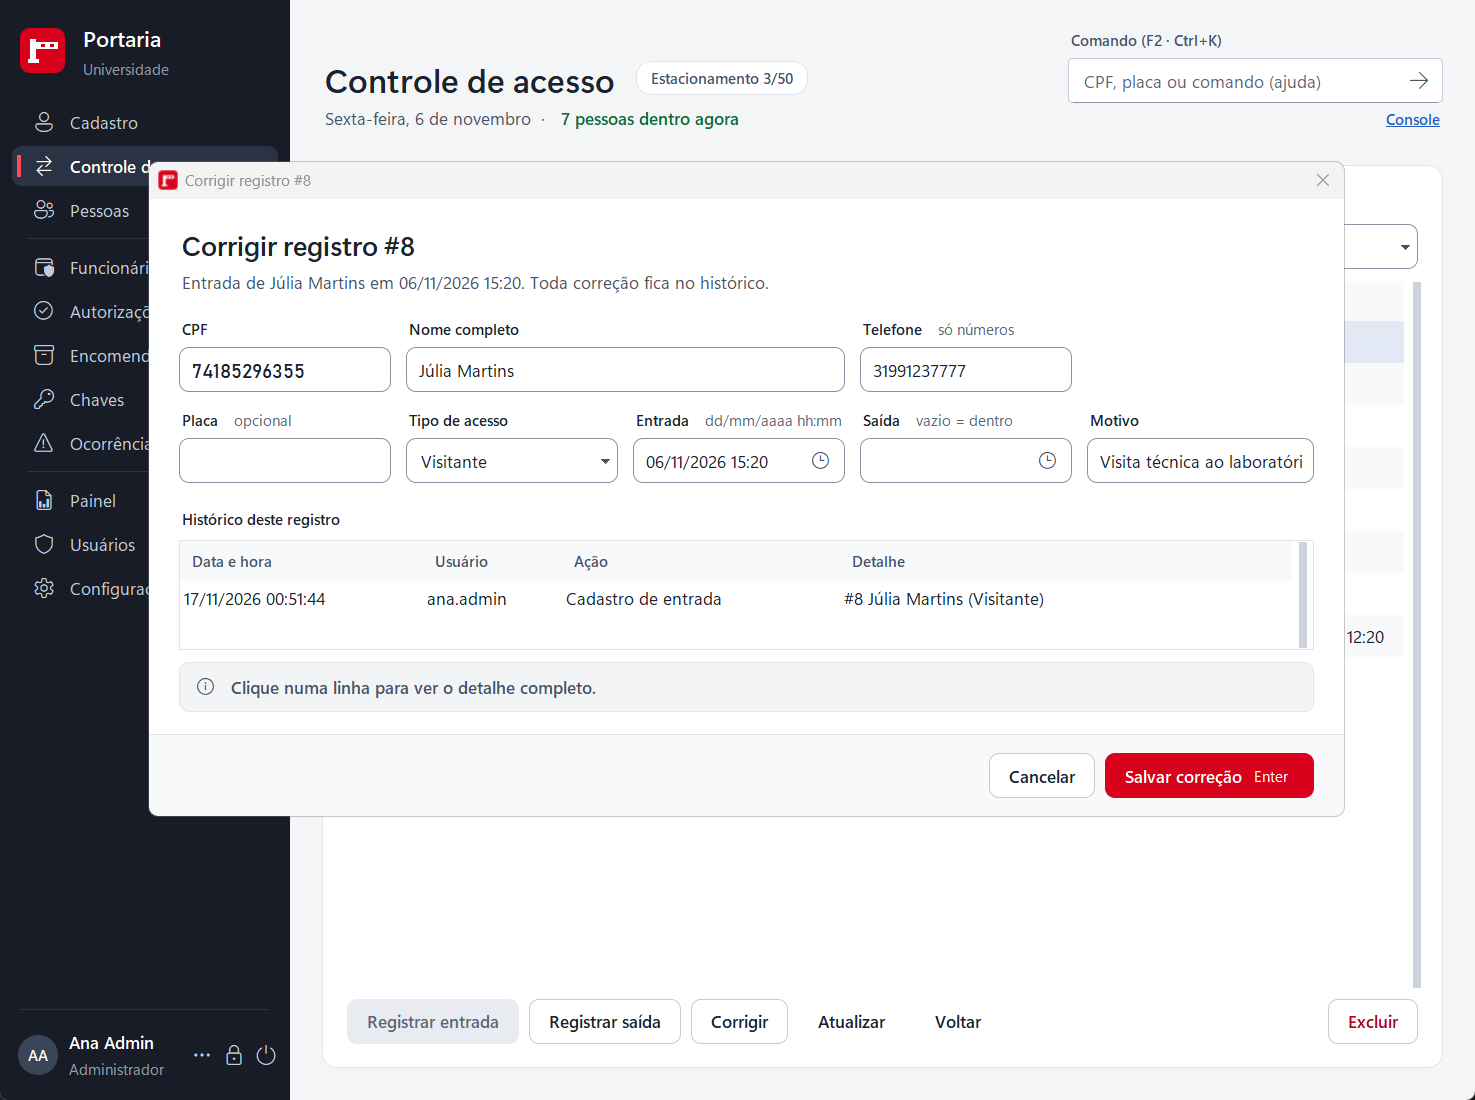 Portaria
Universidade
Cadastro
Controle d
Pessoas
Funcionári
Autorizaçõ
Encomend
Chaves
Ocorrência
Painel
Usuários
Configuraç
AA
Ana Admin
Administrador
Controle de acesso
Estacionamento 3/50
Sexta-feira, 6 de novembro · 7 pessoas dentro agora
Comando (F2 · Ctrl+K)
CPF, placa ou comando (ajuda)
Console
Corrigir registro #8
Corrigir registro #8
Entrada de Júlia Martins em 06/11/2026 15:20. Toda correção fica no histórico.
CPF Nome completo Telefone só números
74185296355 Júlia Martins 31991237777
Placa opcional Tipo de acesso Entrada dd/mm/aaaa hh:mm Saída vazio = dentro Motivo
Visitante 06/11/2026 15:20 Visita técnica ao laboratóri
Histórico deste registro
Data e hora Usuário Ação Detalhe
17/11/2026 00:51:44 ana.admin Cadastro de entrada #8 Júlia Martins (Visitante)
Clique numa linha para ver o detalhe completo.
Cancelar Salvar correção Enter
12:20
Registrar entrada Registrar saída Corrigir Atualizar Voltar Excluir